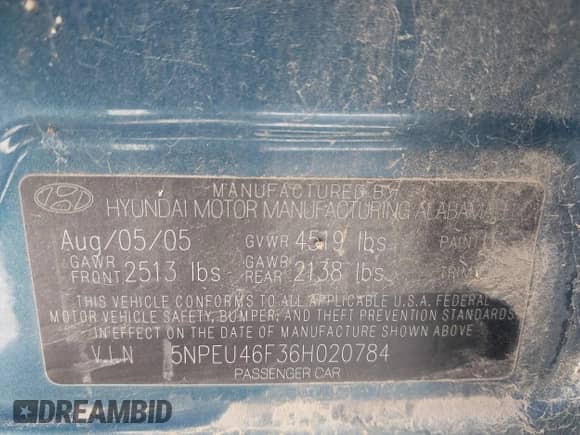 MANUFACTURED BY
HYUNDAI MOTOR MANUFACTURING ALABAMA
Aug/05/05 GVWR 4519 lbs PAINT
GAWR FRONT 2513 lbs GAWR REAR 2138 lbs TRIM
THIS VEHICLE CONFORMS TO ALL APPLICABLE U.S.A. FEDERAL
MOTOR VEHICLE SAFETY, BUMPER, AND THEFT PREVENTION STANDARDS
IN EFFECT ON THE DATE OF MANUFACTURE SHOWN ABOVE.
V.I.N 5NPEU46F36H020784
PASSENGER CAR
DREAMBID